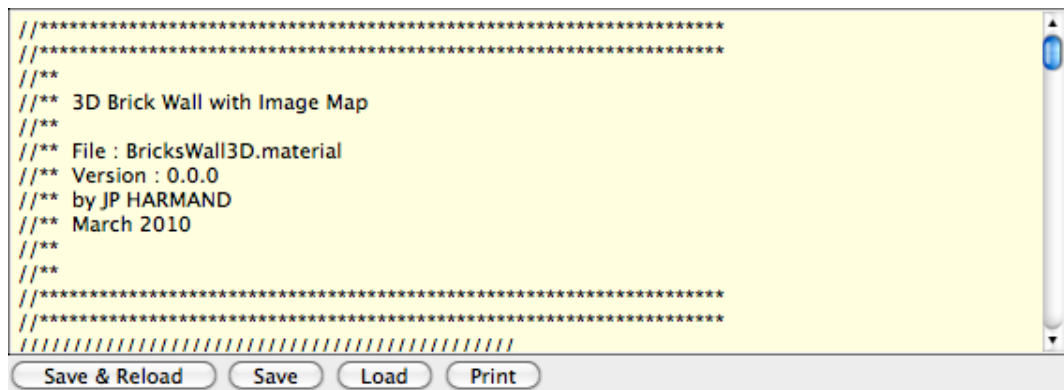 //**********************************************************************
//**********************************************************************
//**
//** 3D Brick Wall with Image Map
//**
//** File : BricksWall3D.material
//** Version : 0.0.0
//** by JP HARMAND
//** March 2010
//**
//**
//**********************************************************************
//**********************************************************************
//////////////////////////////////////////////
Save & Reload Save Load Print